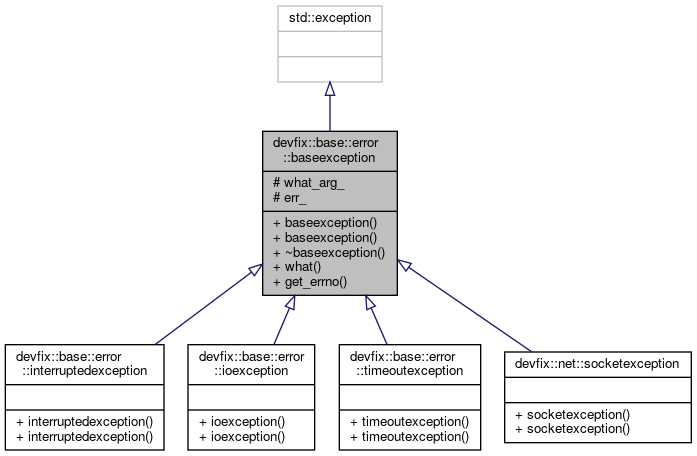 std::exception
devfix::base::error
::baseexception
# what_arg_
# err_
+ baseexception()
+ baseexception()
+ ~baseexception()
+ what()
+ get_errno()
devfix::base::error
::interruptedexception
+ interruptedexception()
+ interruptedexception()
devfix::base::error
::ioexception
+ ioexception()
+ ioexception()
devfix::base::error
::timeoutexception
+ timeoutexception()
+ timeoutexception()
devfix::net::socketexception
+ socketexception()
+ socketexception()